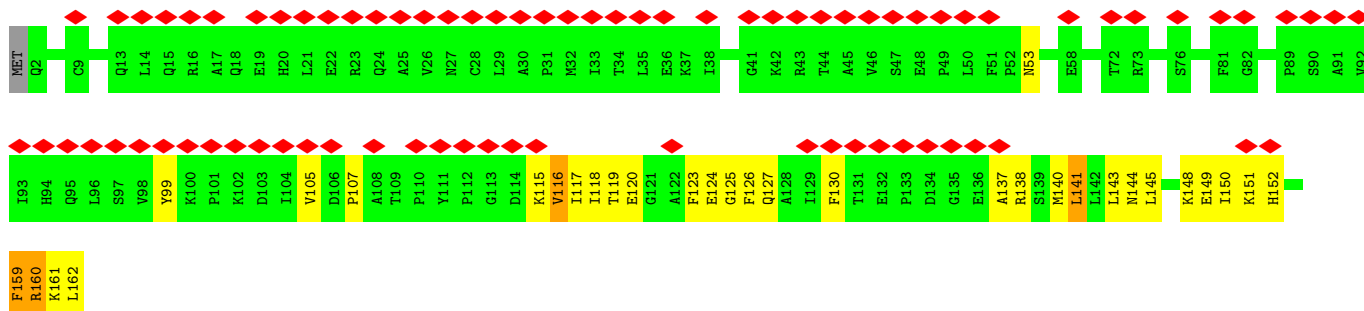 MET Q2 C9 Q13 L14 Q15 R16 A17 Q18 E19 H20 L21 E22 R23 Q24 A25 V26 N27 C28 L29 A30 P31 M32 I33 T34 L35 E36 K37 I38 G41 K42 R43 T44 A45 V46 S47 E48 P49 L50 F51 P52 N53 E58 T72 R73 S76 F81 G82 P89 S90 A91 V92
I93 H94 Q95 L96 S97 V98 Y99 K100 P101 K102 D103 I104 V105 D106 P107 A108 T109 P110 Y111 P112 G113 D114 K115 V116 I117 I118 T119 E120 G121 A122 F123 E124 G125 F126 Q127 A128 I129 F130 T131 E132 P133 D134 G135 E136 A137 R138 S139 M140 L141 L142 L143 N144 L145 K148 E149 I150 K151 H152
F159 R160 K161 L162